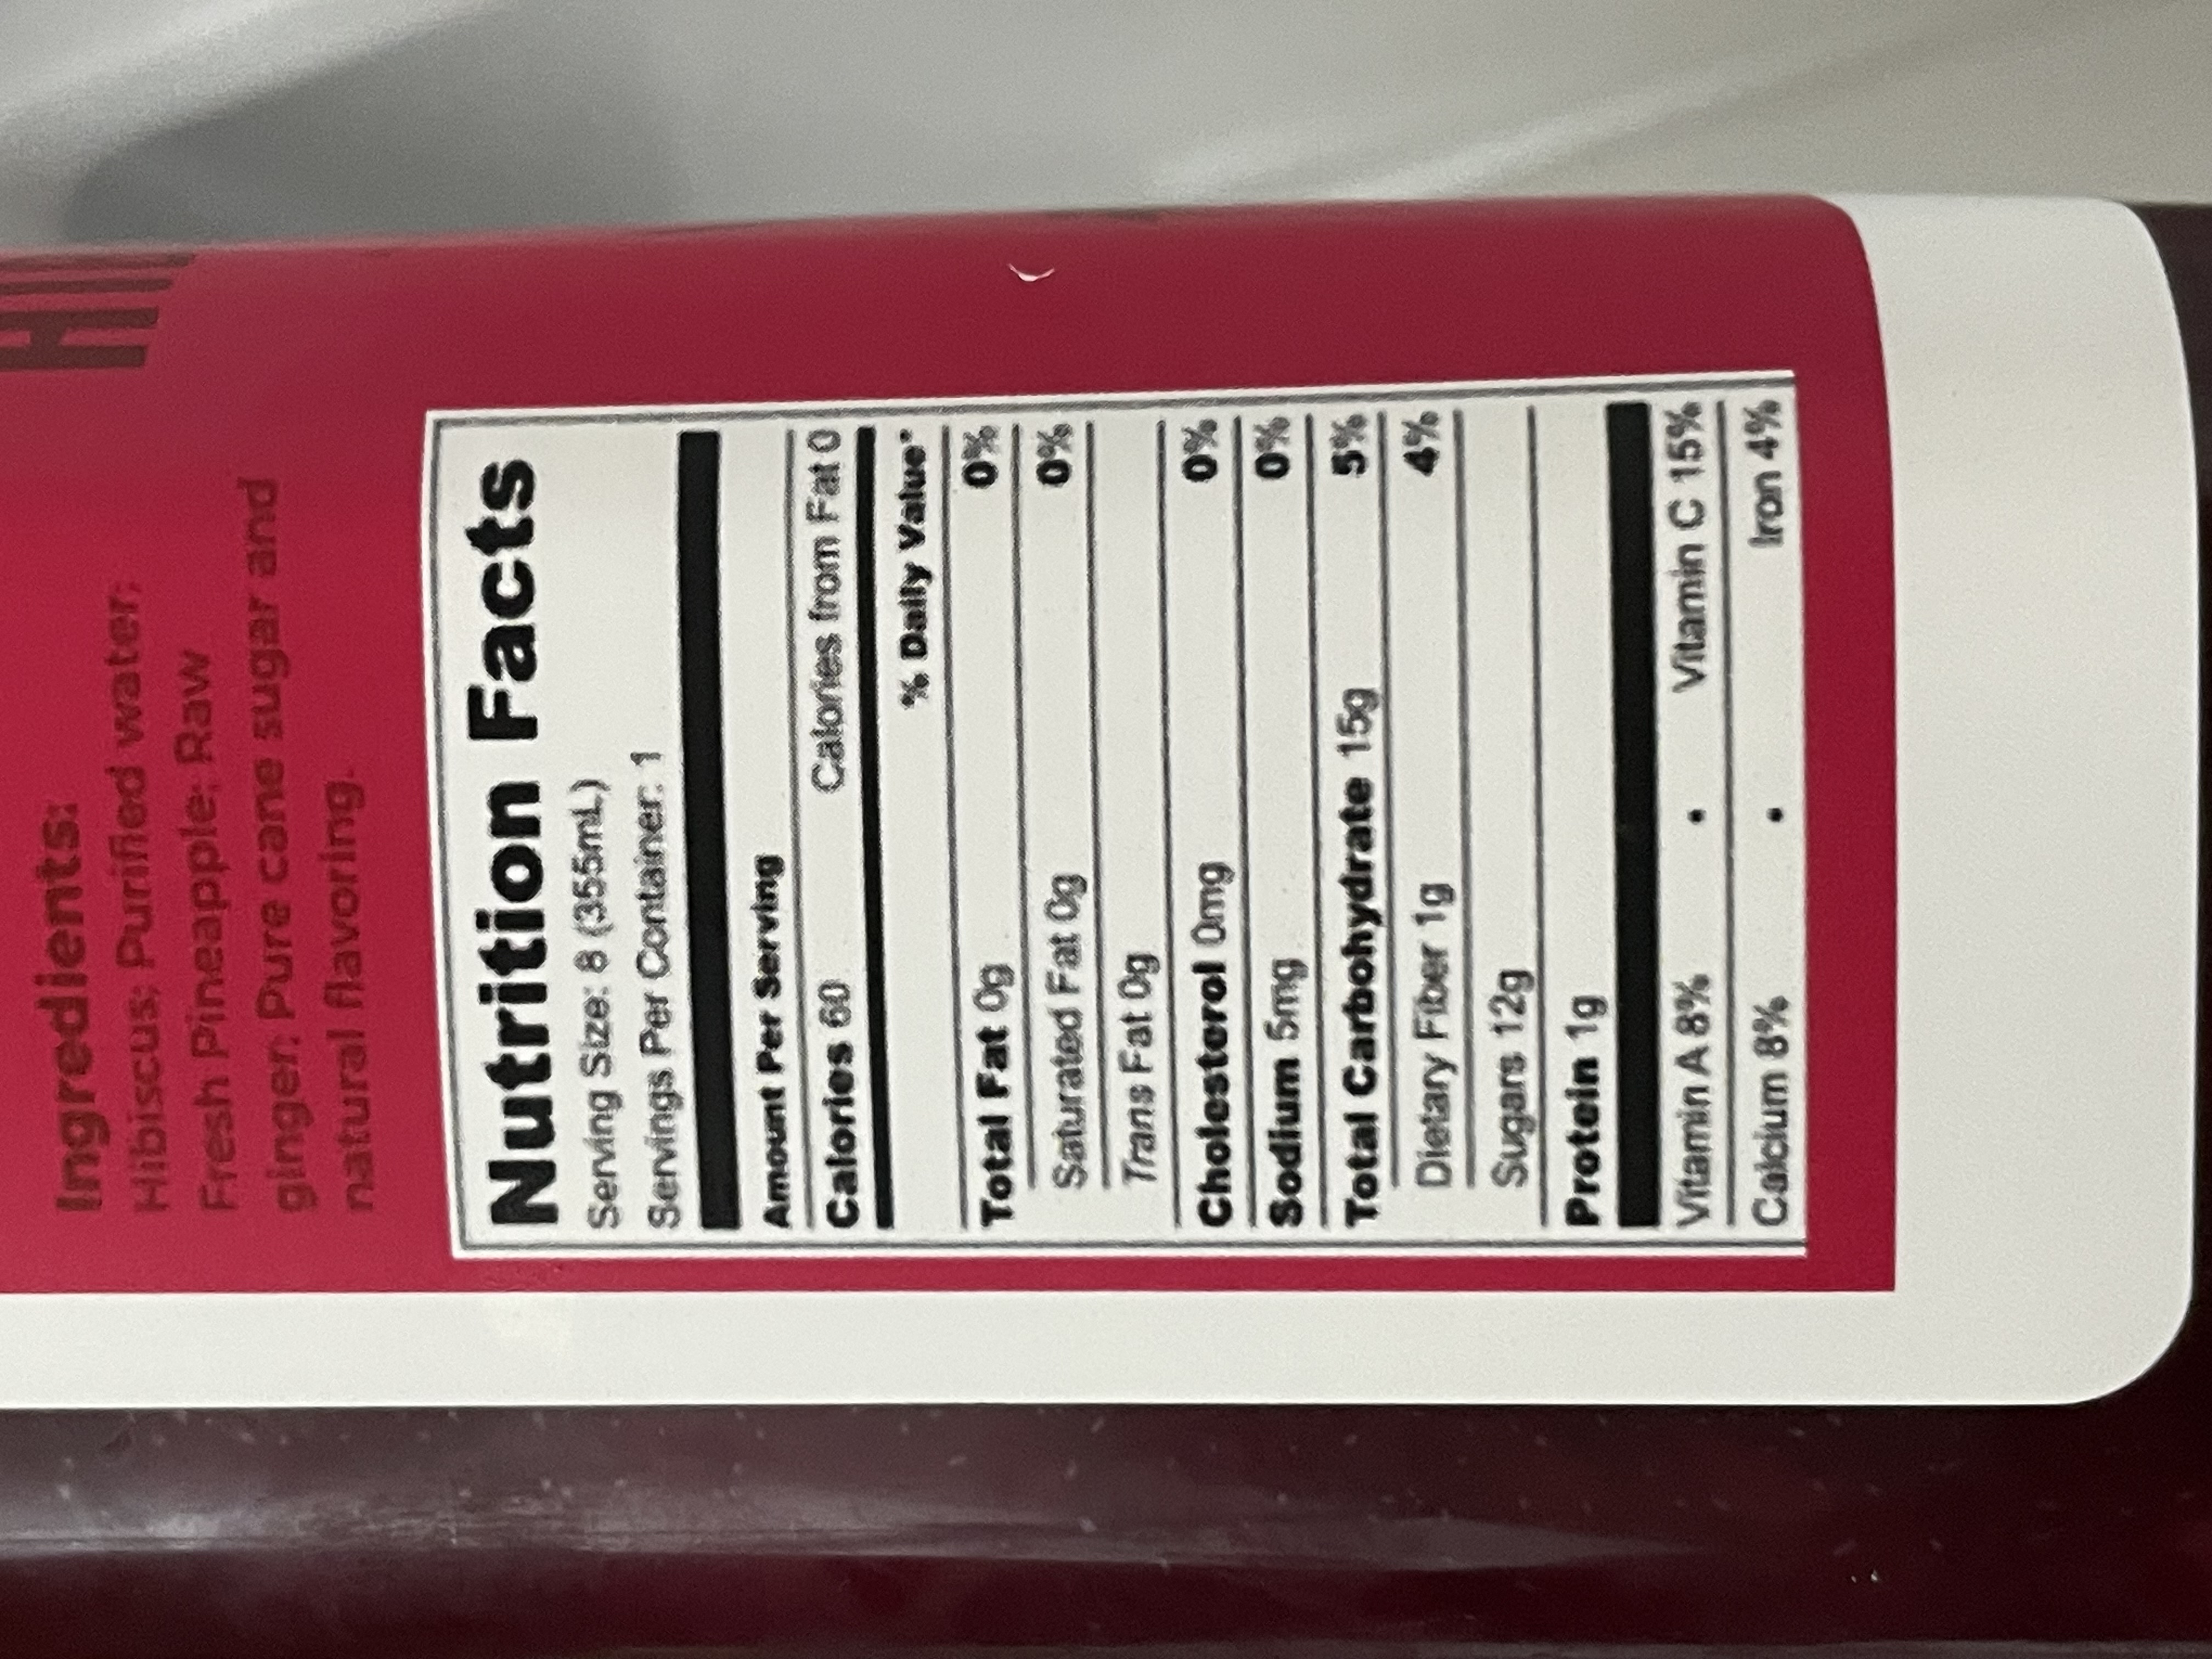 Ingredients:
Hibiscus; Purified water;
Fresh Pineapple; Raw
ginger; Pure cane sugar and
natural flavoring.
Nutrition Facts
Serving Size: 8 (355mL)
Servings Per Container: 1
Amount Per Serving
Calories 60 Calories from Fat 0
% Daily Value*
Total Fat 0g 0%
Saturated Fat 0g 0%
Trans Fat 0g
Cholesterol 0mg 0%
Sodium 5mg 0%
Total Carbohydrate 15g 5%
Dietary Fiber 1g 4%
Sugars 12g
Protein 1g
Vitamin A 8% • Vitamin C 15%
Calcium 8% • Iron 4%